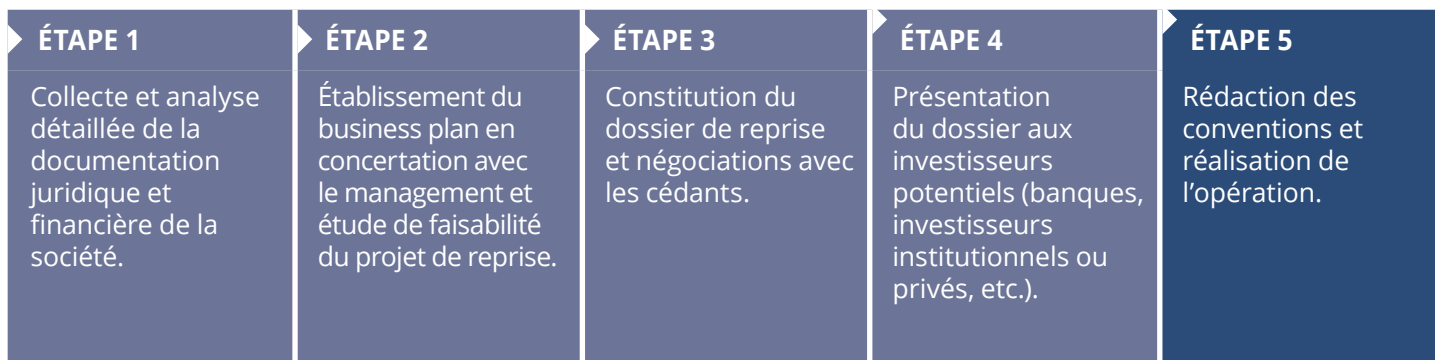 ÉTAPE 1
Collecte et analyse
détaillée de la
documentation
juridique et
financière de la
société.
ÉTAPE 2
Établissement du
business plan en
concertation avec
le management et
étude de faisabilité
du projet de reprise.
ÉTAPE 3
Constitution du
dossier de reprise
et négociations avec
les cédants.
ÉTAPE 4
Présentation
du dossier aux
investisseurs
potentiels (banques,
investisseurs
institutionnels ou
privés, etc.).
ÉTAPE 5
Rédaction des
conventions et
réalisation de
l’opération.